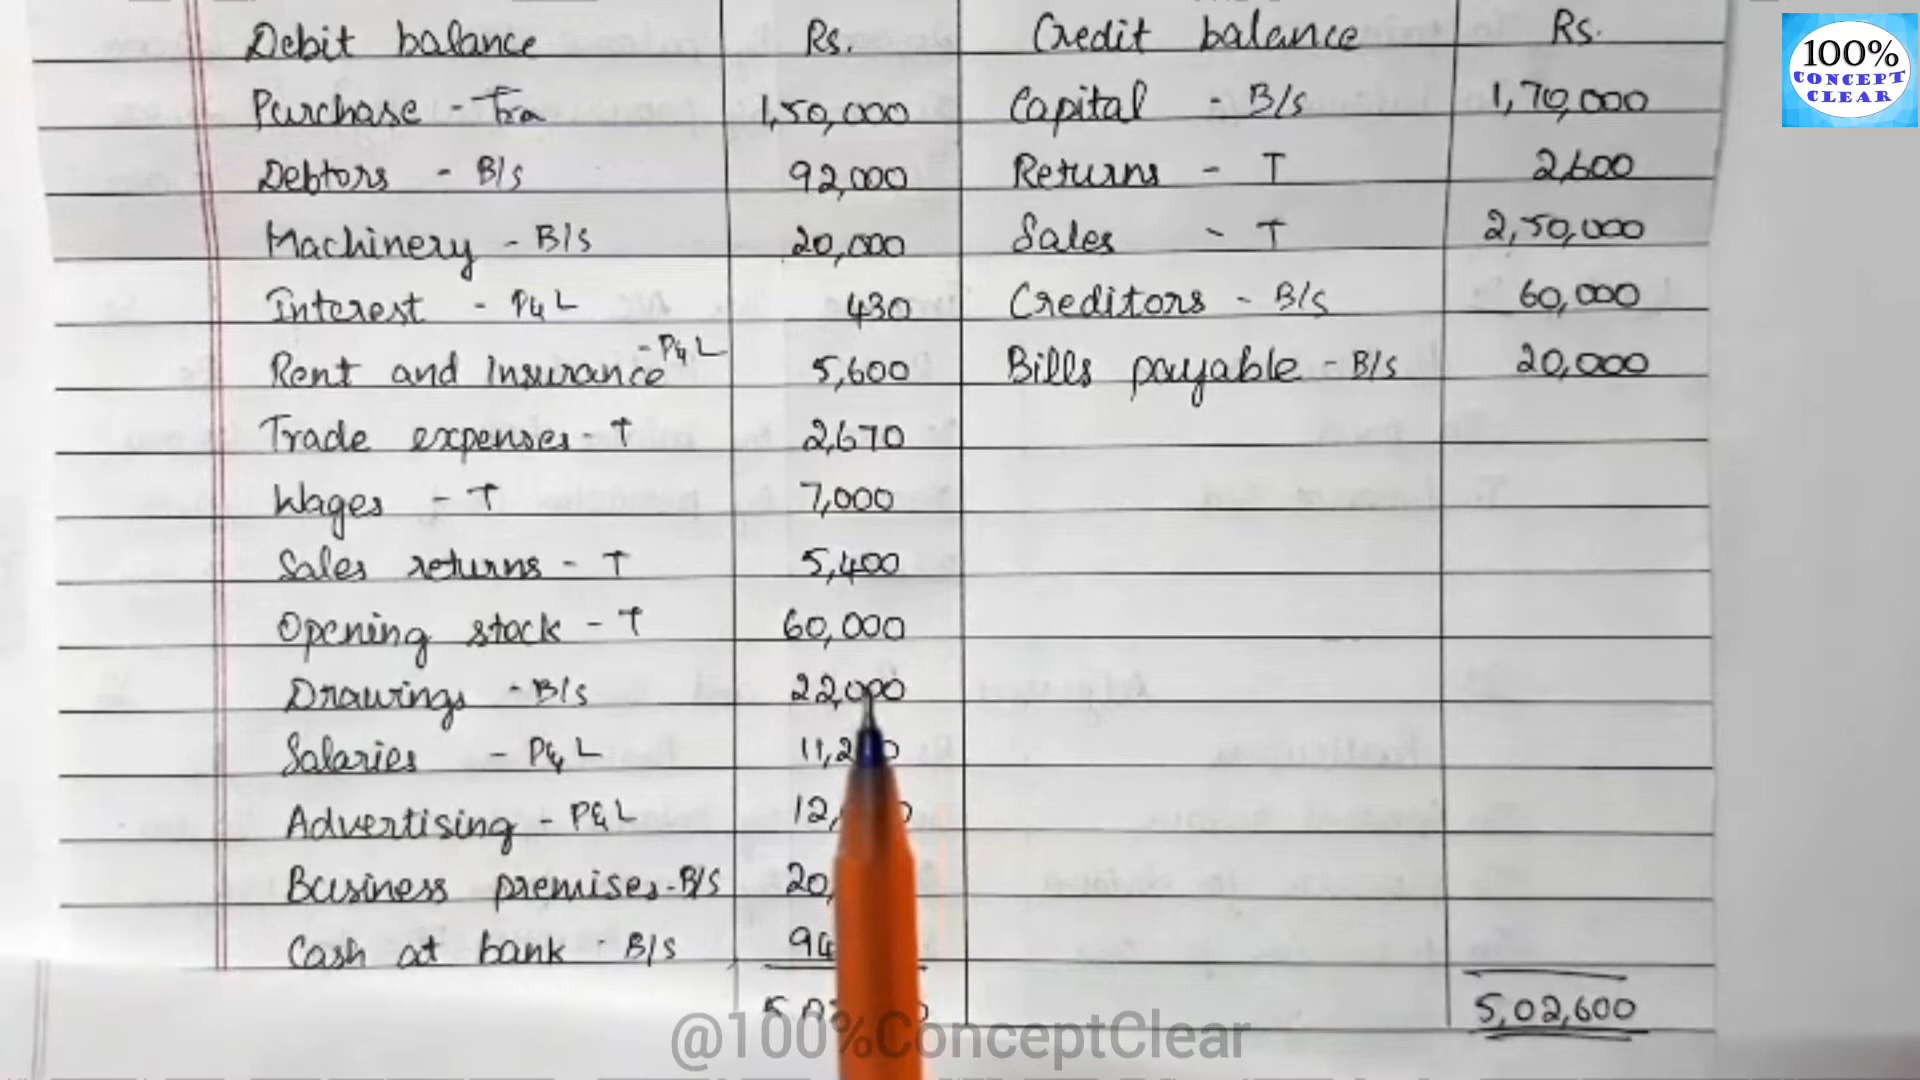 Debit balance Rs. Credit balance Rs.
Purchase - Tra 1,50,000 Capital - B/s 1,70,000
Debtors - B/s 92,000 Returns - T 2,600
Machinery - B/s 20,000 Sales - T 2,50,000
Interest - P&L 430 Creditors - B/s 60,000
Rent and insurance - P&L 5,600 Bills payable - B/s 20,000
Trade expenses - T 2,670
Wages - T 7,000
Sales returns - T 5,400
Opening stock - T 60,000
Drawings - B/s 22,000
Salaries - P&L
Advertising - P&L
Business premises - B/s
Cash at bank - B/s
5,02,600
100%
CONCEPT
CLEAR
@100%ConceptClear